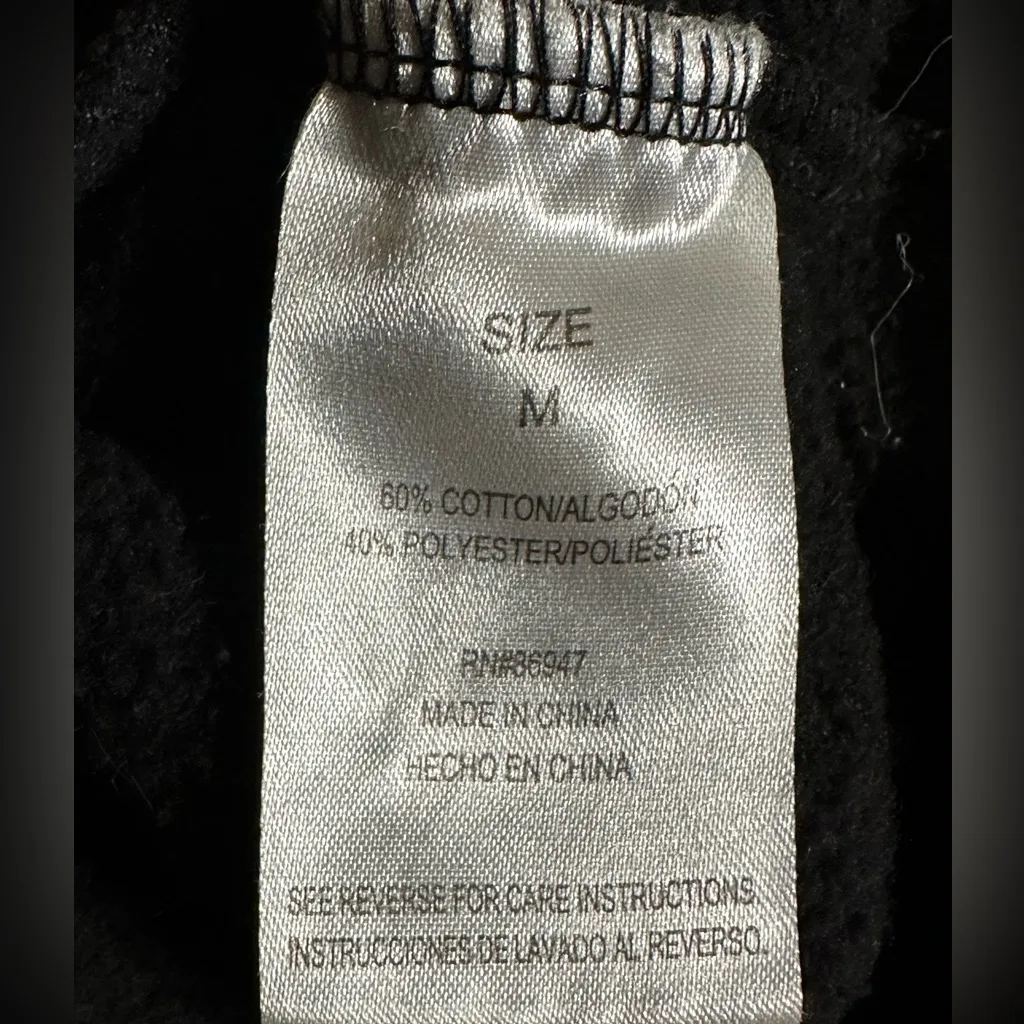 SIZE
M
60% COTTON/ALGODÓN
40% POLYESTER/POLIÉSTER
RN#36947
MADE IN CHINA
HECHO EN CHINA
SEE REVERSE FOR CARE INSTRUCTIONS.
INSTRUCCIONES DE LAVADO AL REVERSO.